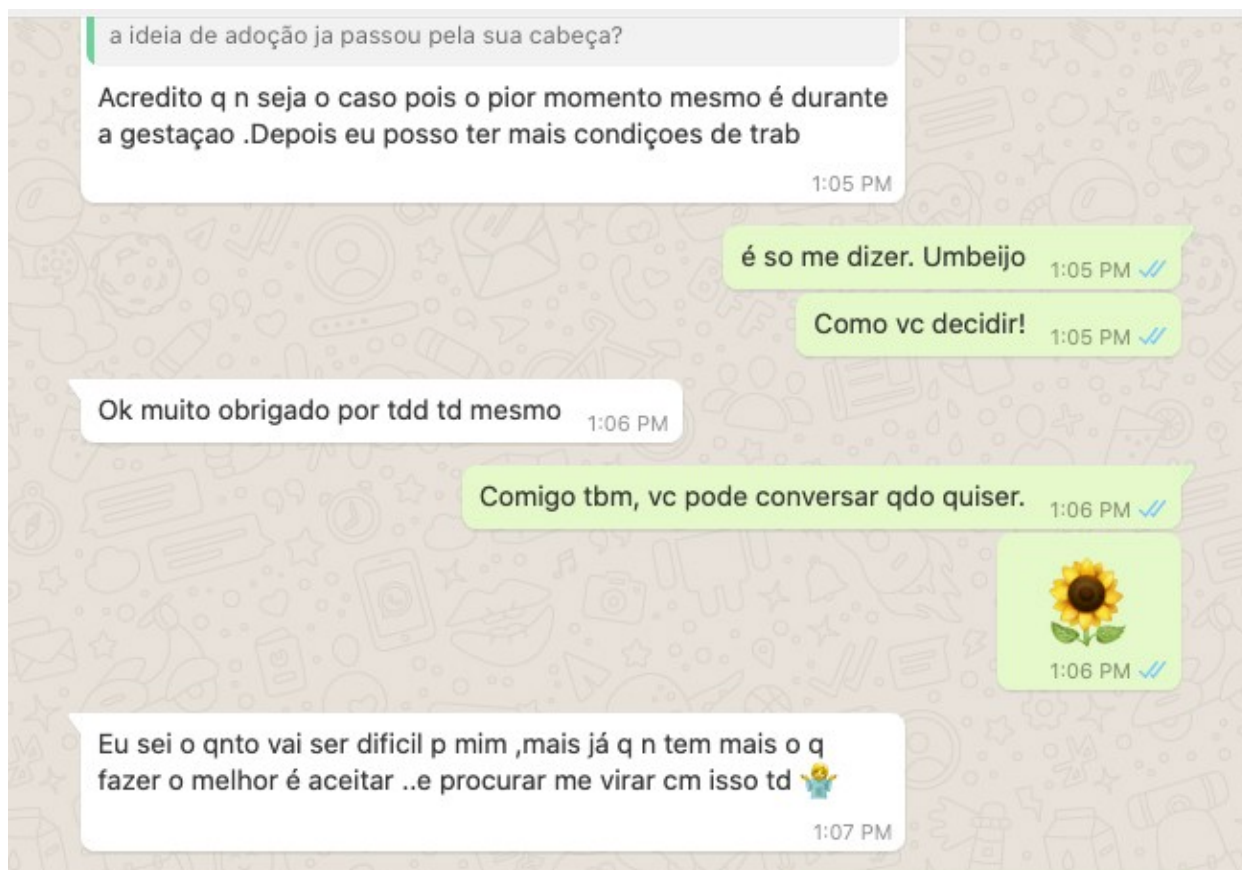 a ideia de adoção ja passou pela sua cabeça?
Acredito q n seja o caso pois o pior momento mesmo é durante
a gestaçao .Depois eu posso ter mais condiçoes de trab
1:05 PM
é so me dizer. Umbeijo 1:05 PM
Como vc decidir! 1:05 PM
Ok muito obrigado por tdd td mesmo 1:06 PM
Comigo tbm, vc pode conversar qdo quiser. 1:06 PM
1:06 PM
Eu sei o qnto vai ser dificil p mim ,mais já q n tem mais o q
fazer o melhor é aceitar ..e procurar me virar cm isso td
1:07 PM